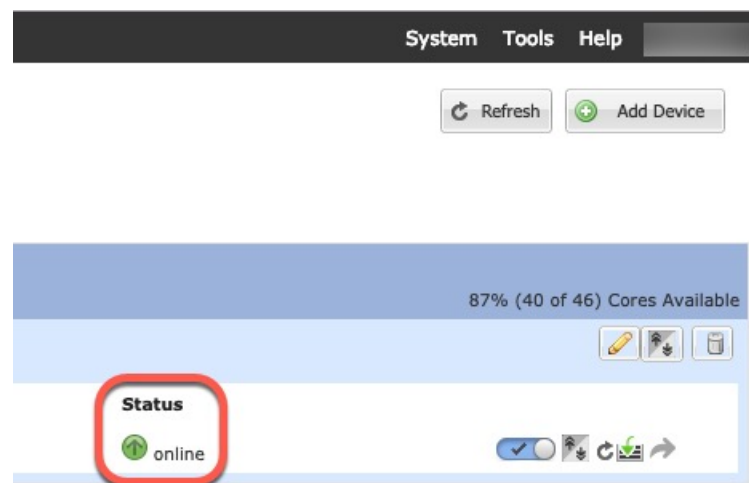 System Tools Help
Refresh Add Device
87% (40 of 46) Cores Available
Status
online